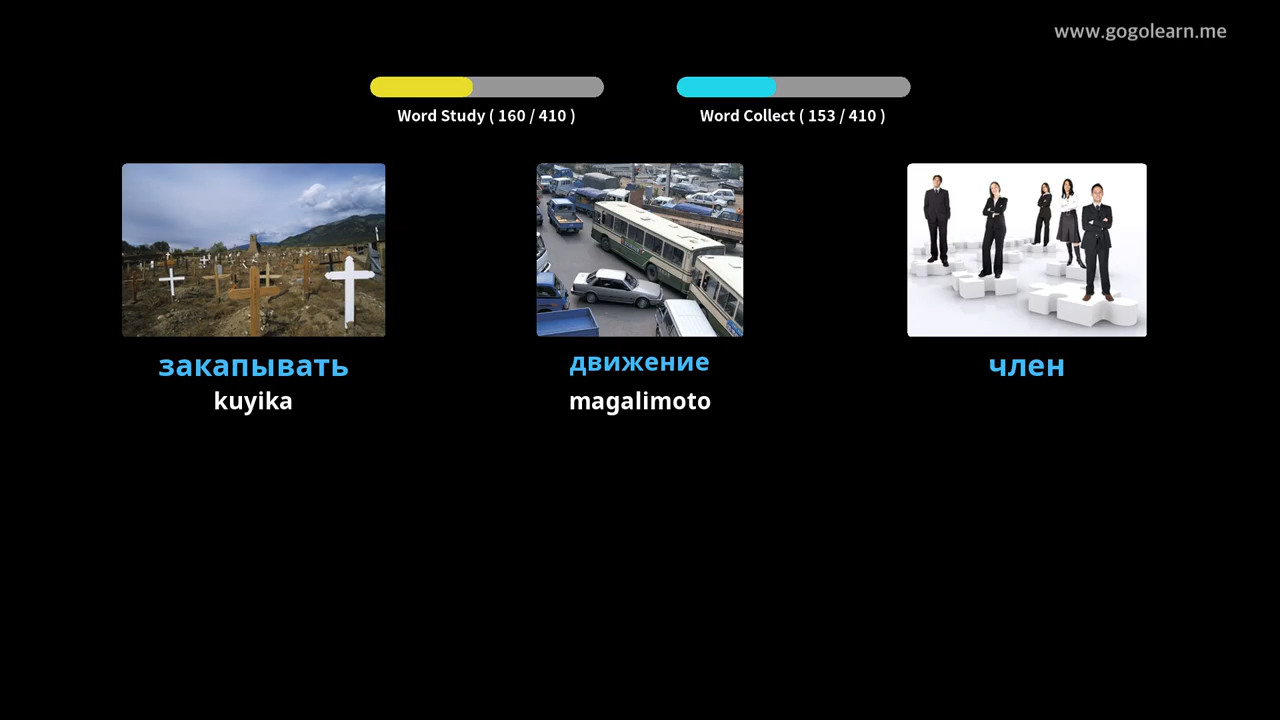 www.gogolearn.me
Word Study ( 160 / 410 )
Word Collect ( 153 / 410 )
закапывать
kuyika
движение
magalimoto
член